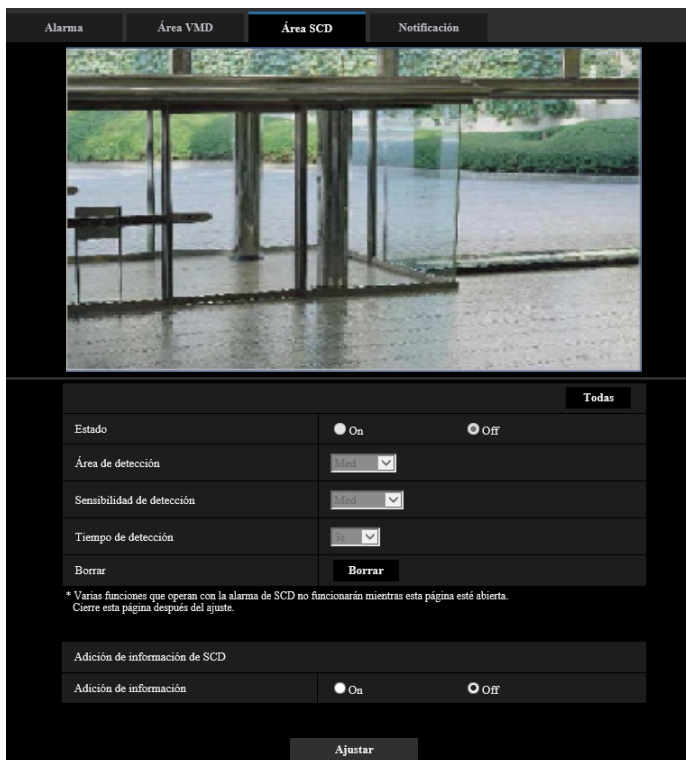 Alarma Área VMD Área SCD Notificación
Todas
Estado On Off
Área de detección Med
Sensibilidad de detección Med
Tiempo de detección 3s
Borrar Borrar
* Varias funciones que operan con la alarma de SCD no funcionarán mientras esta página esté abierta.
Cierre esta página después del ajuste.
Adición de información de SCD
Adición de información On Off
Ajustar